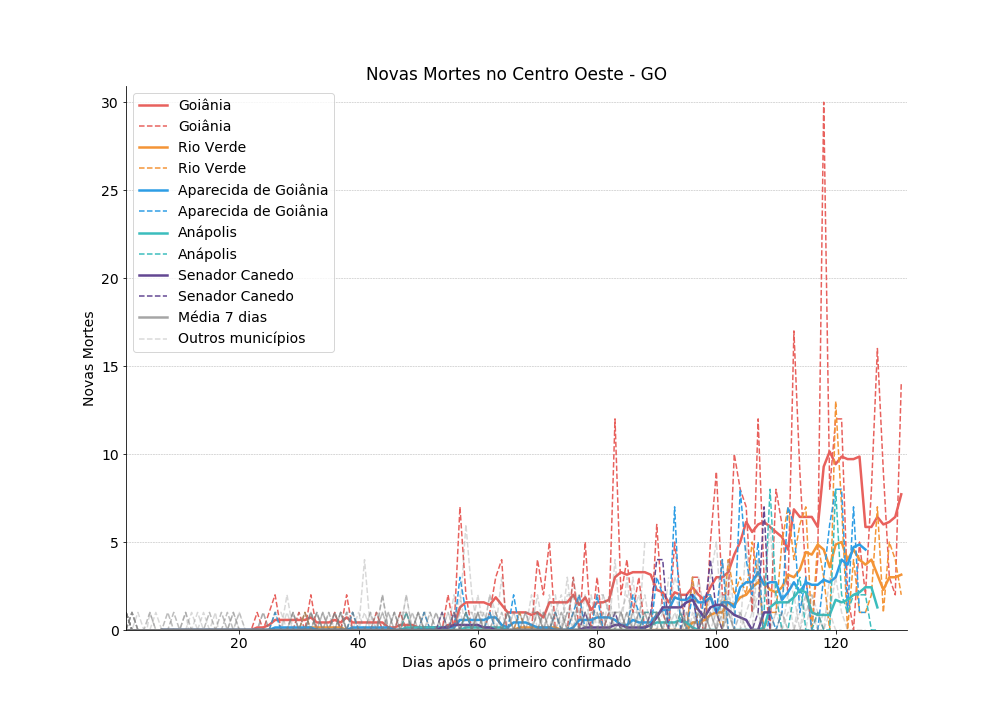 Novas Mortes no Centro Oeste - GO
30
25
20
15
10
5
0
Novas Mortes
Goiânia
Goiânia
Rio Verde
Rio Verde
Aparecida de Goiânia
Aparecida de Goiânia
Anápolis
Anápolis
Senador Canedo
Senador Canedo
Média 7 dias
Outros municípios
20
40
60
80
100
120
Dias após o primeiro confirmado